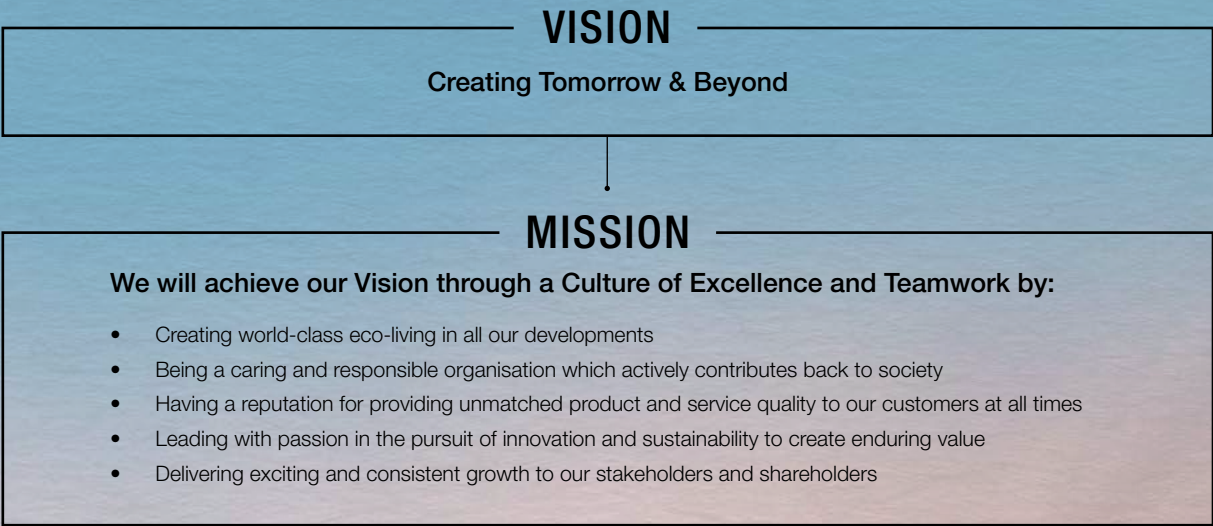 VISION
Creating Tomorrow & Beyond
MISSION
We will achieve our Vision through a Culture of Excellence and Teamwork by:
• Creating world-class eco-living in all our developments
• Being a caring and responsible organisation which actively contributes back to society
• Having a reputation for providing unmatched product and service quality to our customers at all times
• Leading with passion in the pursuit of innovation and sustainability to create enduring value
• Delivering exciting and consistent growth to our stakeholders and shareholders